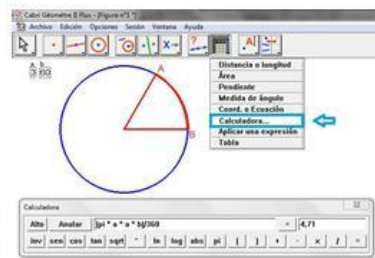 Cabri Géomètre II Plus - [Figura nº1 *]
Archivo Edición Opciones Sesión Ventana Ayuda
A
B
Distancia o longitud
Área
Pendiente
Medida de ángulo
Coord. o Ecuación
Calculadora...
Aplicar una expresión
Tabla
Calculadora
Alto Anular (pi * a * a * b)/360 = 4,71
inv sen cos tan sqrt ^ ln log abs pi ( ) + - x / =